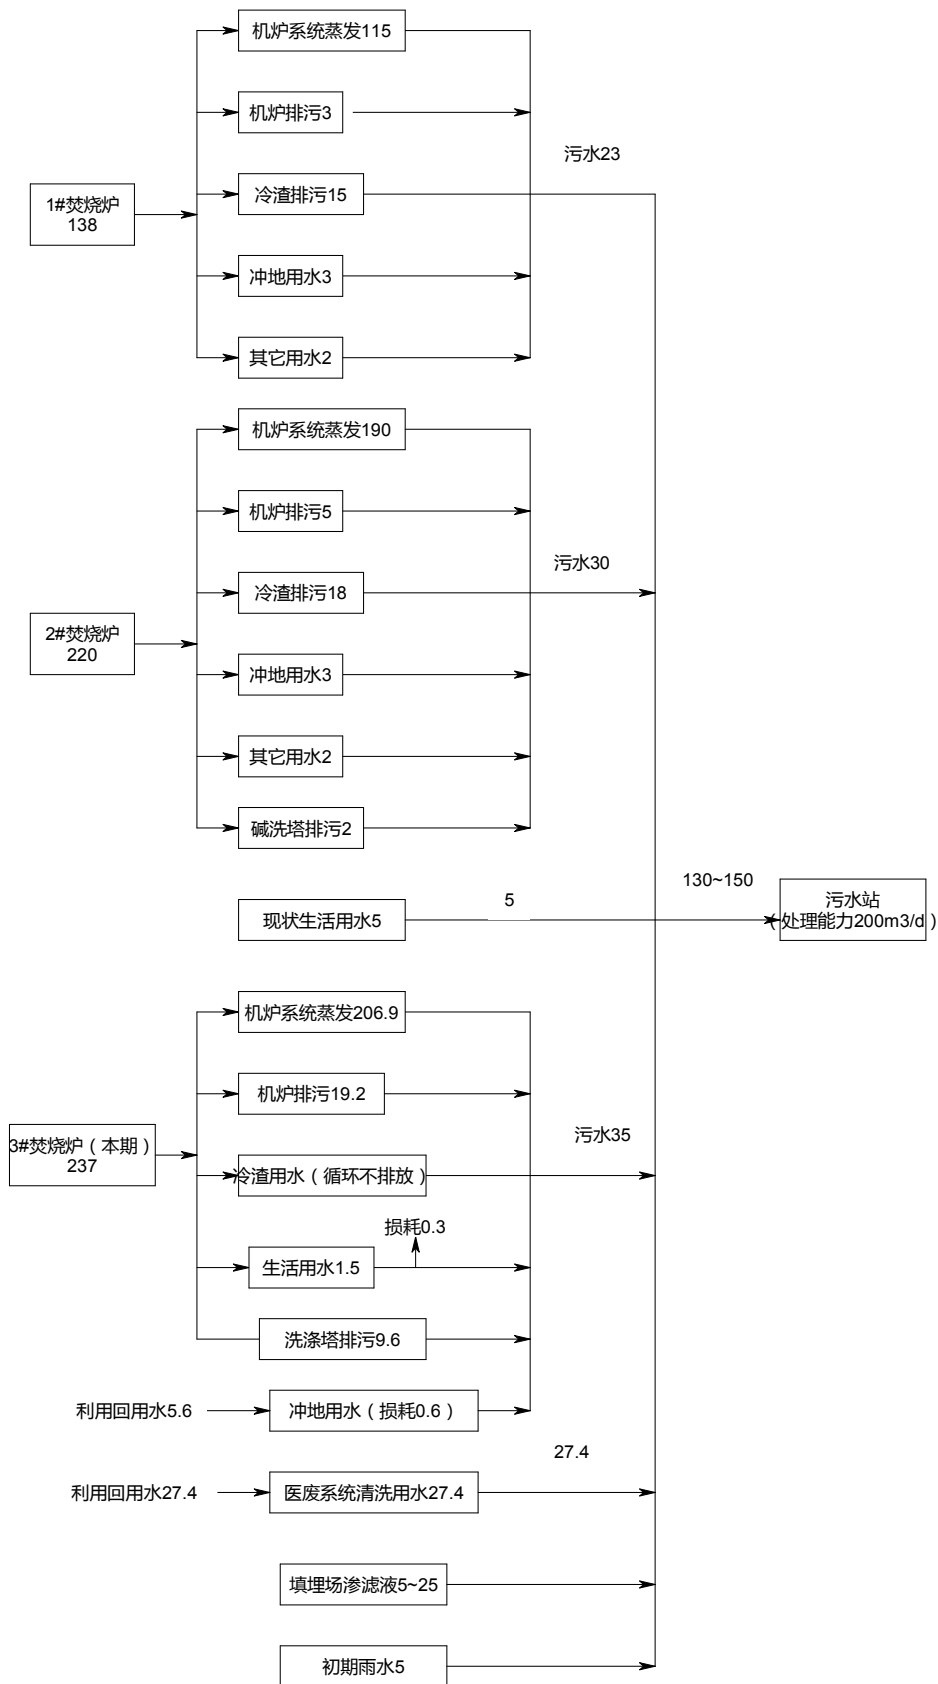 机炉系统蒸发115
机炉排污3
污水23
冷渣排污15
1#焚烧炉
138
冲地用水3
其它用水2
机炉系统蒸发190
机炉排污5
污水30
冷渣排污18
2#焚烧炉
220
冲地用水3
其它用水2
碱洗塔排污2
130~150
现状生活用水5
5
污水站
(处理能力200m3/d)
机炉系统蒸发206.9
机炉排污19.2
污水35
3#焚烧炉（本期）
237
冷渣用水（循环不排放）
损耗0.3
生活用水1.5
洗涤塔排污9.6
利用回用水5.6
冲地用水（损耗0.6）
27.4
利用回用水27.4
医废系统清洗用水27.4
填埋场渗滤液5~25
初期雨水5